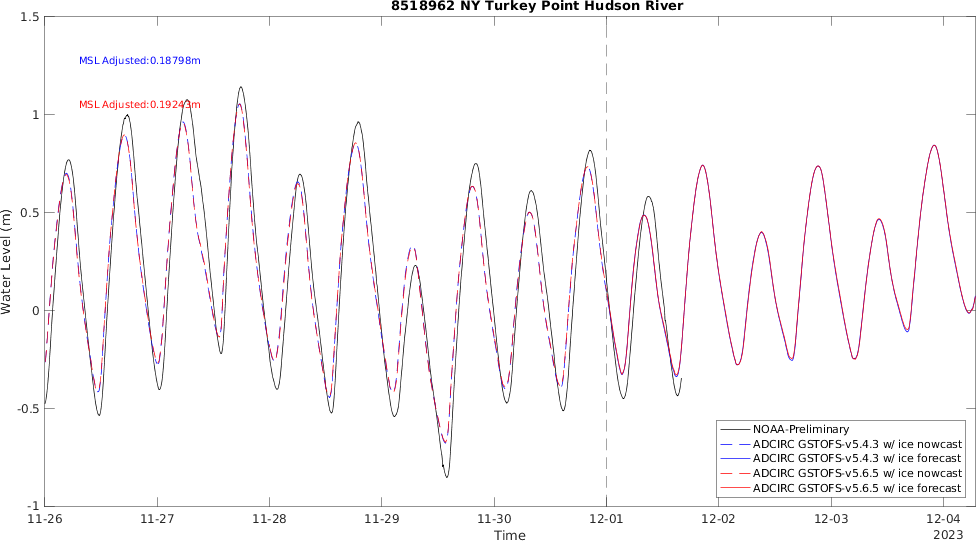 8518962 NY Turkey Point Hudson River
1.5
MSL Adjusted:0.18798m
MSL Adjusted:0.19243m
1
0.5
0
-0.5
-1
Water Level (m)
NOAA-Preliminary
ADCIRC GSTOFS-v5.4.3 w/ ice nowcast
ADCIRC GSTOFS-v5.4.3 w/ ice forecast
ADCIRC GSTOFS-v5.6.5 w/ ice nowcast
ADCIRC GSTOFS-v5.6.5 w/ ice forecast
11-26 11-27 11-28 11-29 11-30 12-01 12-02 12-03 12-04
Time
2023